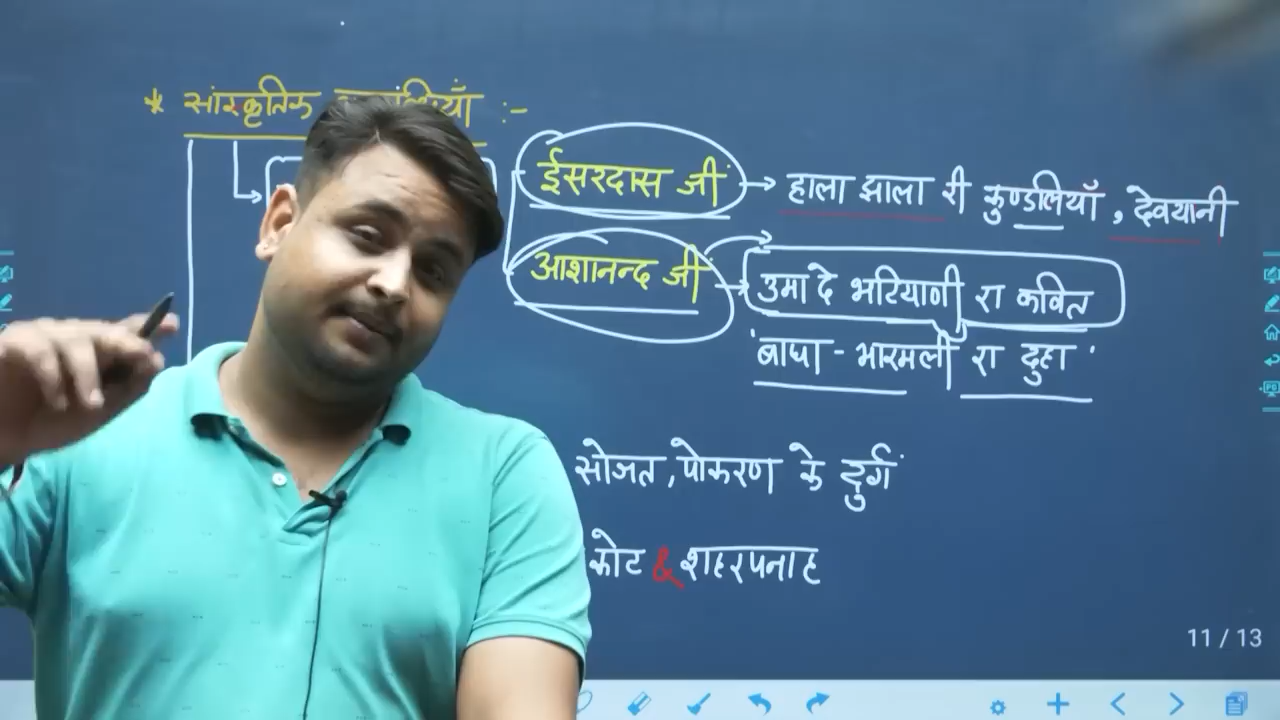 * सांस्कृतिक :-
ईसरदास जी → हाला झाला री कुण्डलियाँ , देवयानी
आशानन्द जी → उमा दे भटियाणी रा कवित
'बाघा - भारमली रा दुहा'
सोजत , पोकरण के दुर्ग
कोट & शहरपनाह
11 / 13